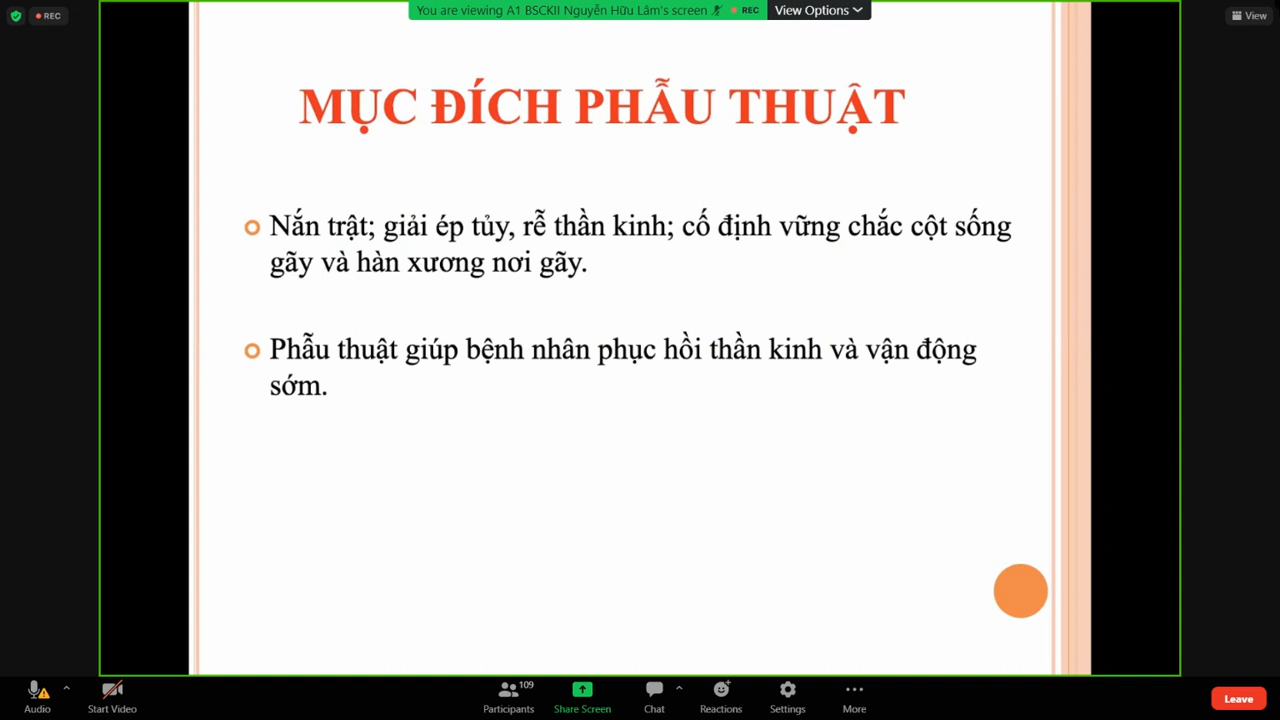 REC
You are viewing A1 BSCKII Nguyễn Hữu Lâm's screen
REC
View Options
View
MỤC ĐÍCH PHẪU THUẬT
Nắn trật; giải ép tủy, rễ thần kinh; cố định vững chắc cột sống
gãy và hàn xương nơi gãy.
Phẫu thuật giúp bệnh nhân phục hồi thần kinh và vận động
sớm.
Audio
Start Video
109
Participants
Share Screen
Chat
Reactions
Settings
More
Leave